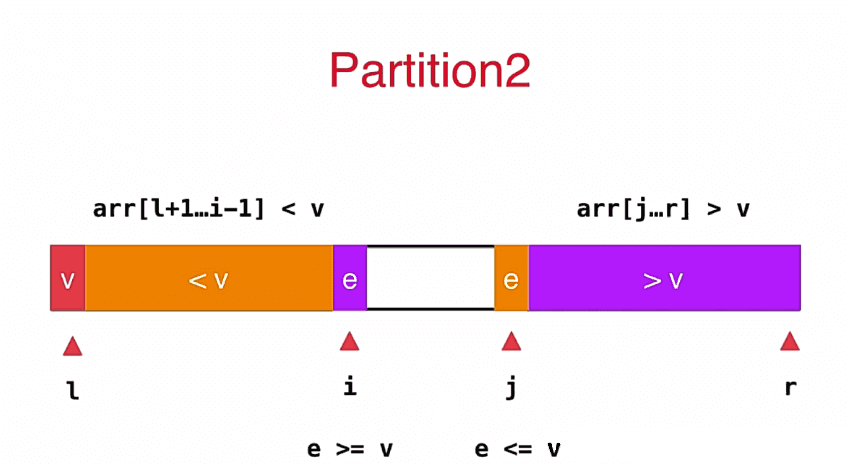 Partition2
arr[l+1…i-1] < v
arr[j…r] > v
v
< v
e
e
> v
l
i
j
r
e >= v
e <= v